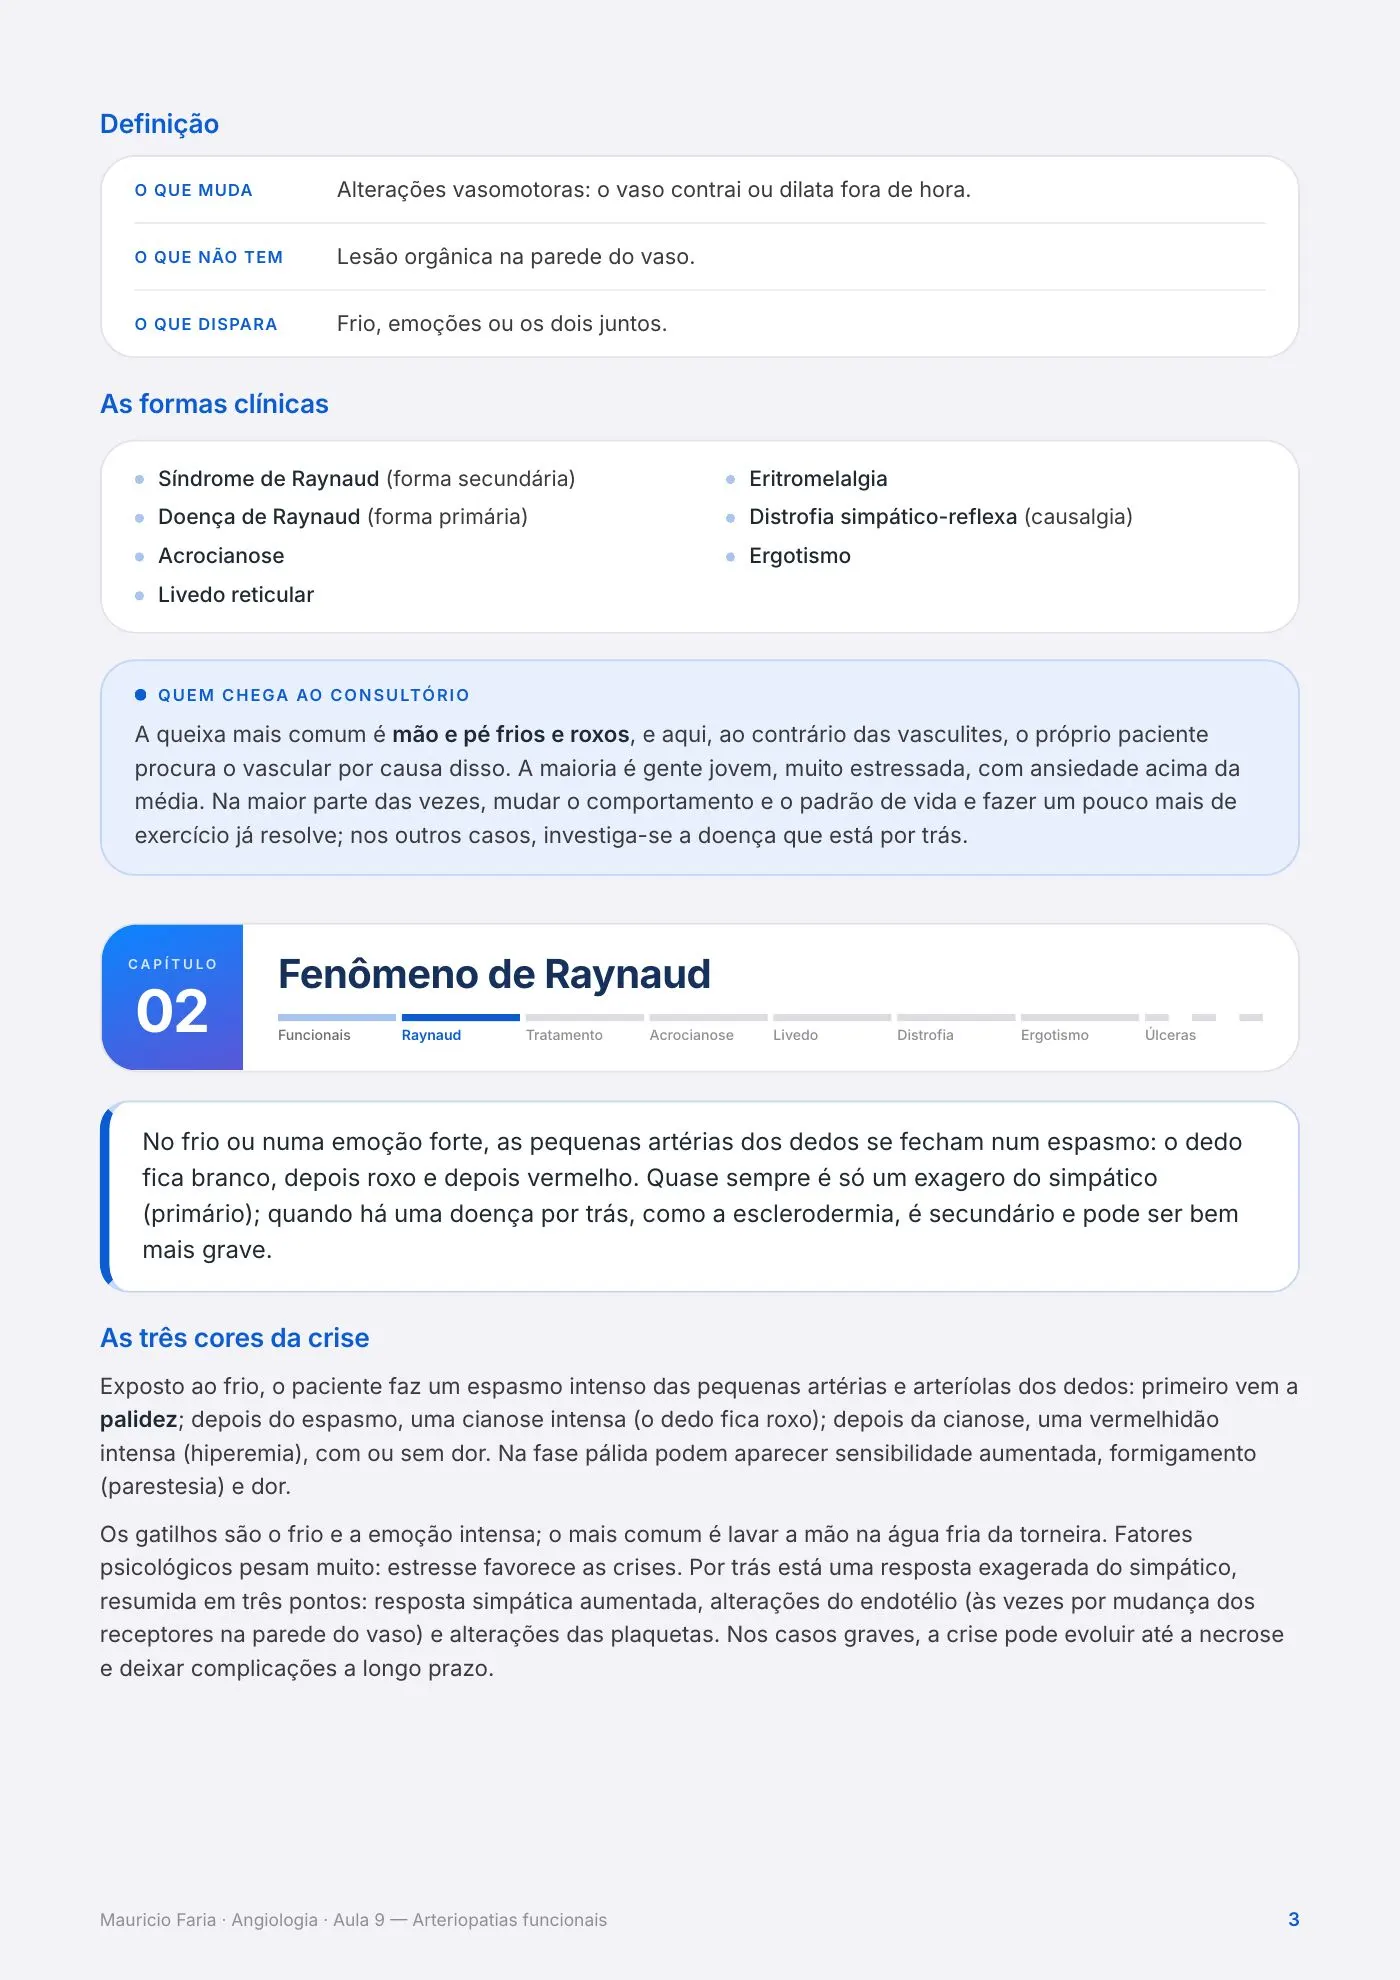 Definição
O QUE MUDA Alterações vasomotoras: o vaso contrai ou dilata fora de hora.
O QUE NÃO TEM Lesão orgânica na parede do vaso.
O QUE DISPARA Frio, emoções ou os dois juntos.
As formas clínicas
Síndrome de Raynaud (forma secundária)
Doença de Raynaud (forma primária)
Acrocianose
Livedo reticular
Eritromelalgia
Distrofia simpático-reflexa (causalgia)
Ergotismo
QUEM CHEGA AO CONSULTÓRIO
A queixa mais comum é mão e pé frios e roxos, e aqui, ao contrário das vasculites, o próprio paciente
procura o vascular por causa disso. A maioria é gente jovem, muito estressada, com ansiedade acima da
média. Na maior parte das vezes, mudar o comportamento e o padrão de vida e fazer um pouco mais de
exercício já resolve; nos outros casos, investiga-se a doença que está por trás.
CAPÍTULO
02
Fenômeno de Raynaud
Funcionais Raynaud Tratamento Acrocianose Livedo Distrofia Ergotismo Úlceras
No frio ou numa emoção forte, as pequenas artérias dos dedos se fecham num espasmo: o dedo
fica branco, depois roxo e depois vermelho. Quase sempre é só um exagero do simpático
(primário); quando há uma doença por trás, como a esclerodermia, é secundário e pode ser bem
mais grave.
As três cores da crise
Exposto ao frio, o paciente faz um espasmo intenso das pequenas artérias e arteríolas dos dedos: primeiro vem a
palidez; depois do espasmo, uma cianose intensa (o dedo fica roxo); depois da cianose, uma vermelhidão
intensa (hiperemia), com ou sem dor. Na fase pálida podem aparecer sensibilidade aumentada, formigamento
(parestesia) e dor.
Os gatilhos são o frio e a emoção intensa; o mais comum é lavar a mão na água fria da torneira. Fatores
psicológicos pesam muito: estresse favorece as crises. Por trás está uma resposta exagerada do simpático,
resumida em três pontos: resposta simpática aumentada, alterações do endotélio (às vezes por mudança dos
receptores na parede do vaso) e alterações das plaquetas. Nos casos graves, a crise pode evoluir até a necrose
e deixar complicações a longo prazo.
Mauricio Faria · Angiologia · Aula 9 — Arteriopatias funcionais
3